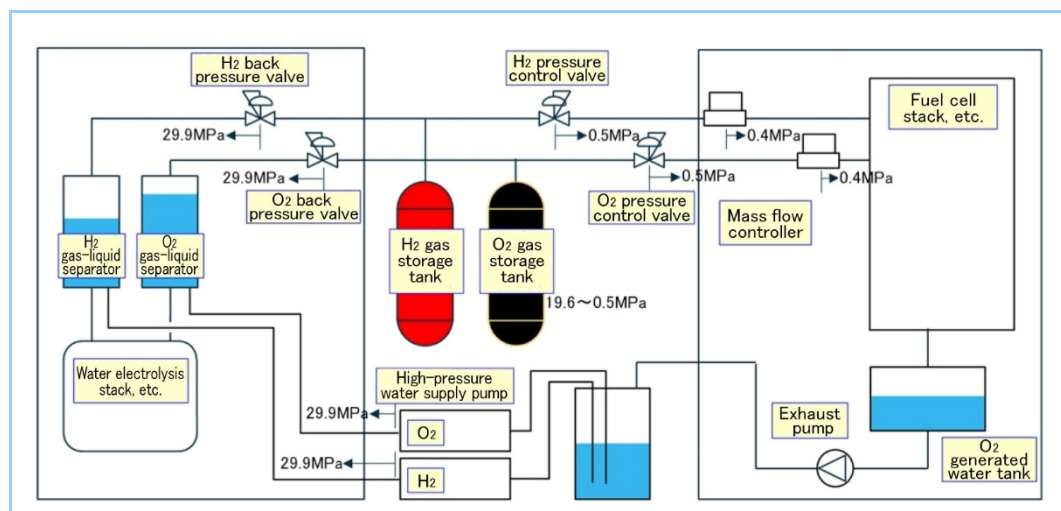 H2 back
pressure valve
H2 pressure
control valve
29.9MPa
0.5MPa
0.4MPa
Fuel cell
stack, etc.
29.9MPa
0.5MPa
0.4MPa
O2 back
pressure valve
O2 pressure
control valve
Mass flow
controller
H2
gas-liquid
separator
O2
gas-liquid
separator
H2 gas
storage
tank
O2 gas
storage
tank
19.6～0.5MPa
Water electrolysis
stack, etc.
High-pressure
water supply pump
29.9MPa
O2
29.9MPa
H2
Exhaust
pump
O2
generated
water tank